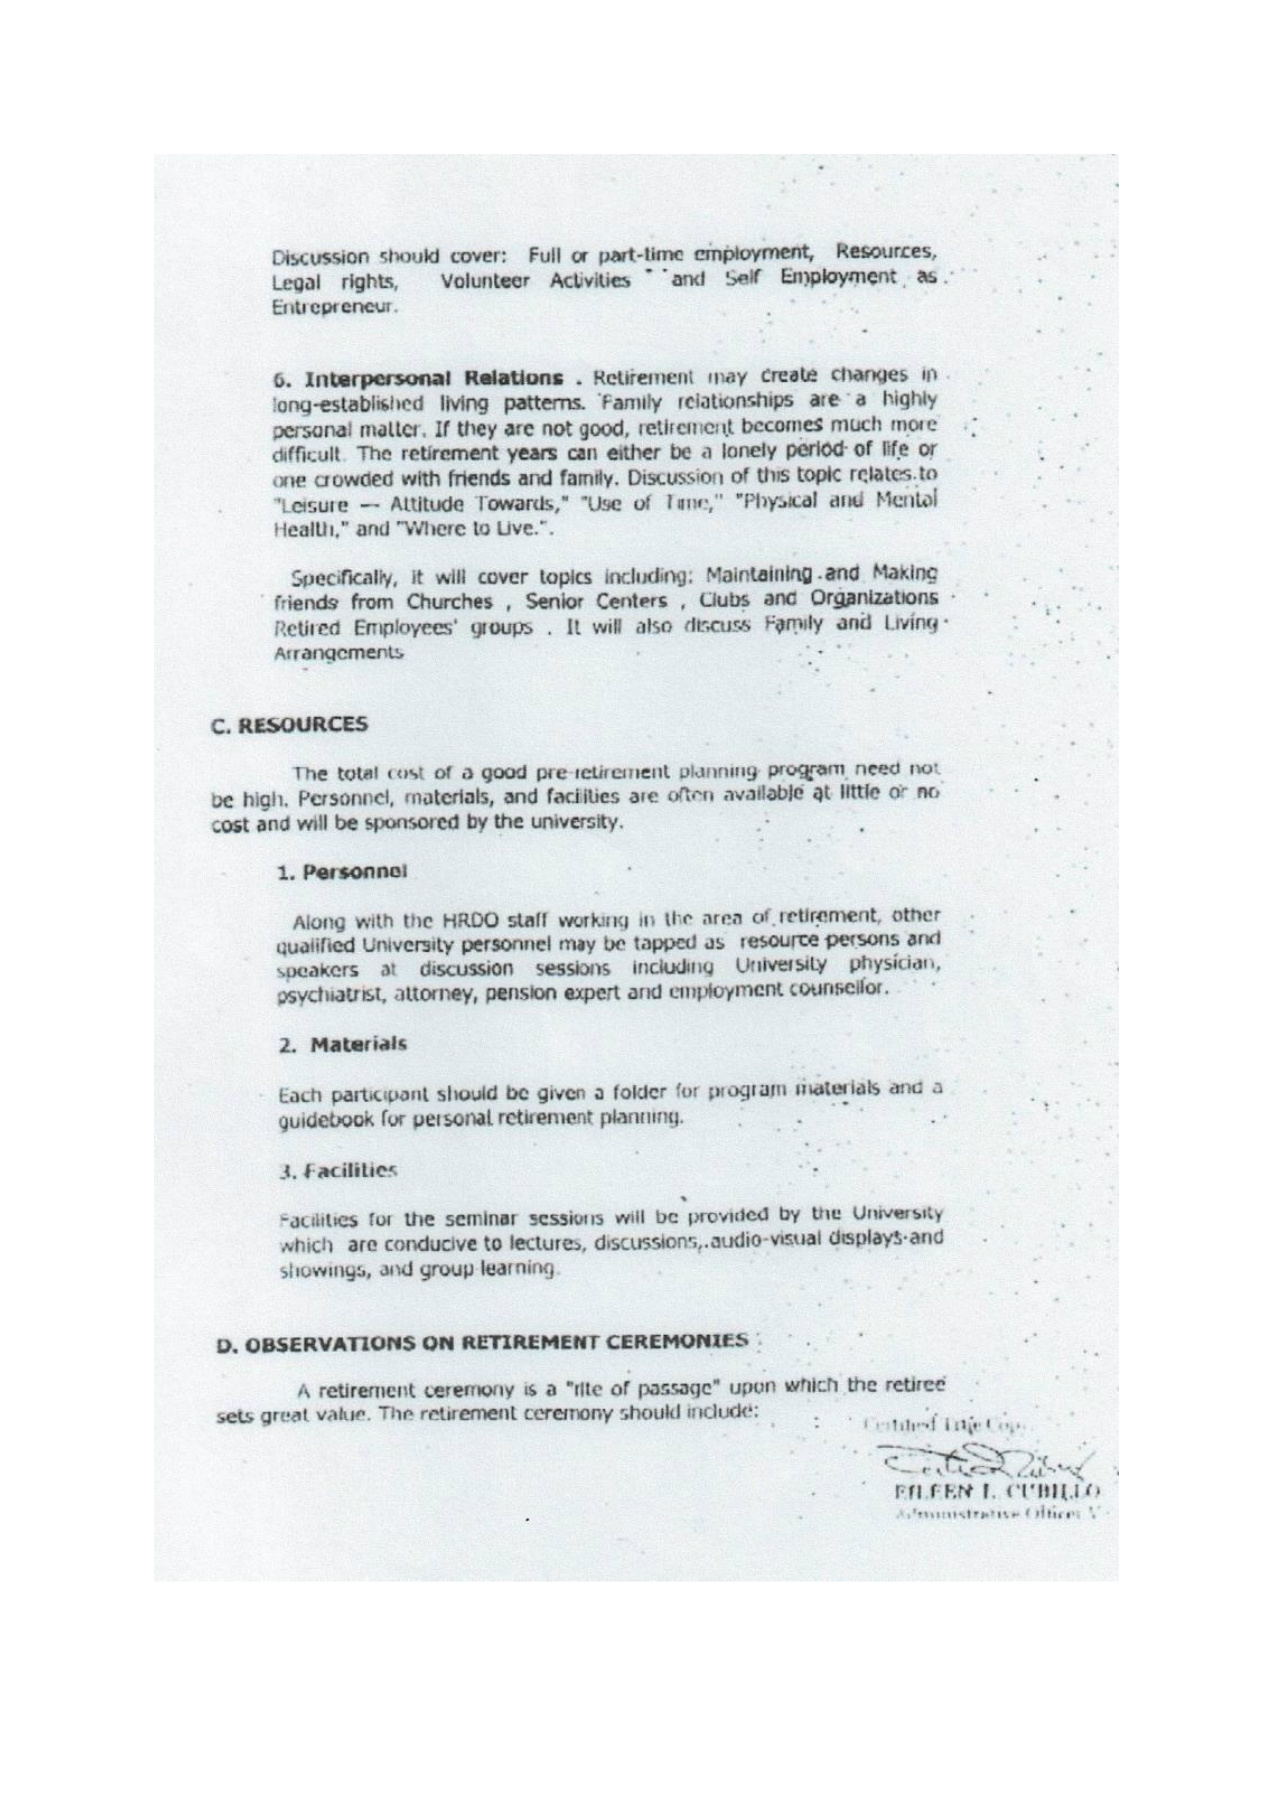 Discussion should cover: Full or part-time employment, Resources,
Legal rights, Volunteer Activities and Self Employment as
Entrepreneur.
6. Interpersonal Relations . Retirement may create changes in
long-established living patterns. Family relationships are a highly
personal matter. If they are not good, retirement becomes much more
difficult. The retirement years can either be a lonely period of life or
one crowded with friends and family. Discussion of this topic relates to
"Leisure — Attitude Towards," "Use of Time," "Physical and Mental
Health," and "Where to Live.".
Specifically, it will cover topics including: Maintaining and Making
friends from Churches , Senior Centers , Clubs and Organizations
Retired Employees' groups . It will also discuss Family and Living
Arrangements
C. RESOURCES
The total cost of a good pre-retirement planning program need not
be high. Personnel, materials, and facilities are often available at little or no
cost and will be sponsored by the university.
1. Personnel
Along with the HRDO staff working in the area of retirement, other
qualified University personnel may be tapped as resource persons and
speakers at discussion sessions including University physician,
psychiatrist, attorney, pension expert and employment counsellor.
2. Materials
Each participant should be given a folder for program materials and a
guidebook for personal retirement planning.
3. Facilities
Facilities for the seminar sessions will be provided by the University
which are conducive to lectures, discussions, audio-visual displays and
showings, and group learning.
D. OBSERVATIONS ON RETIREMENT CEREMONIES
A retirement ceremony is a "rite of passage" upon which the retiree
sets great value. The retirement ceremony should include:
Certified True Copy
EILEEN I. CUBILLO
Administrative Officer V